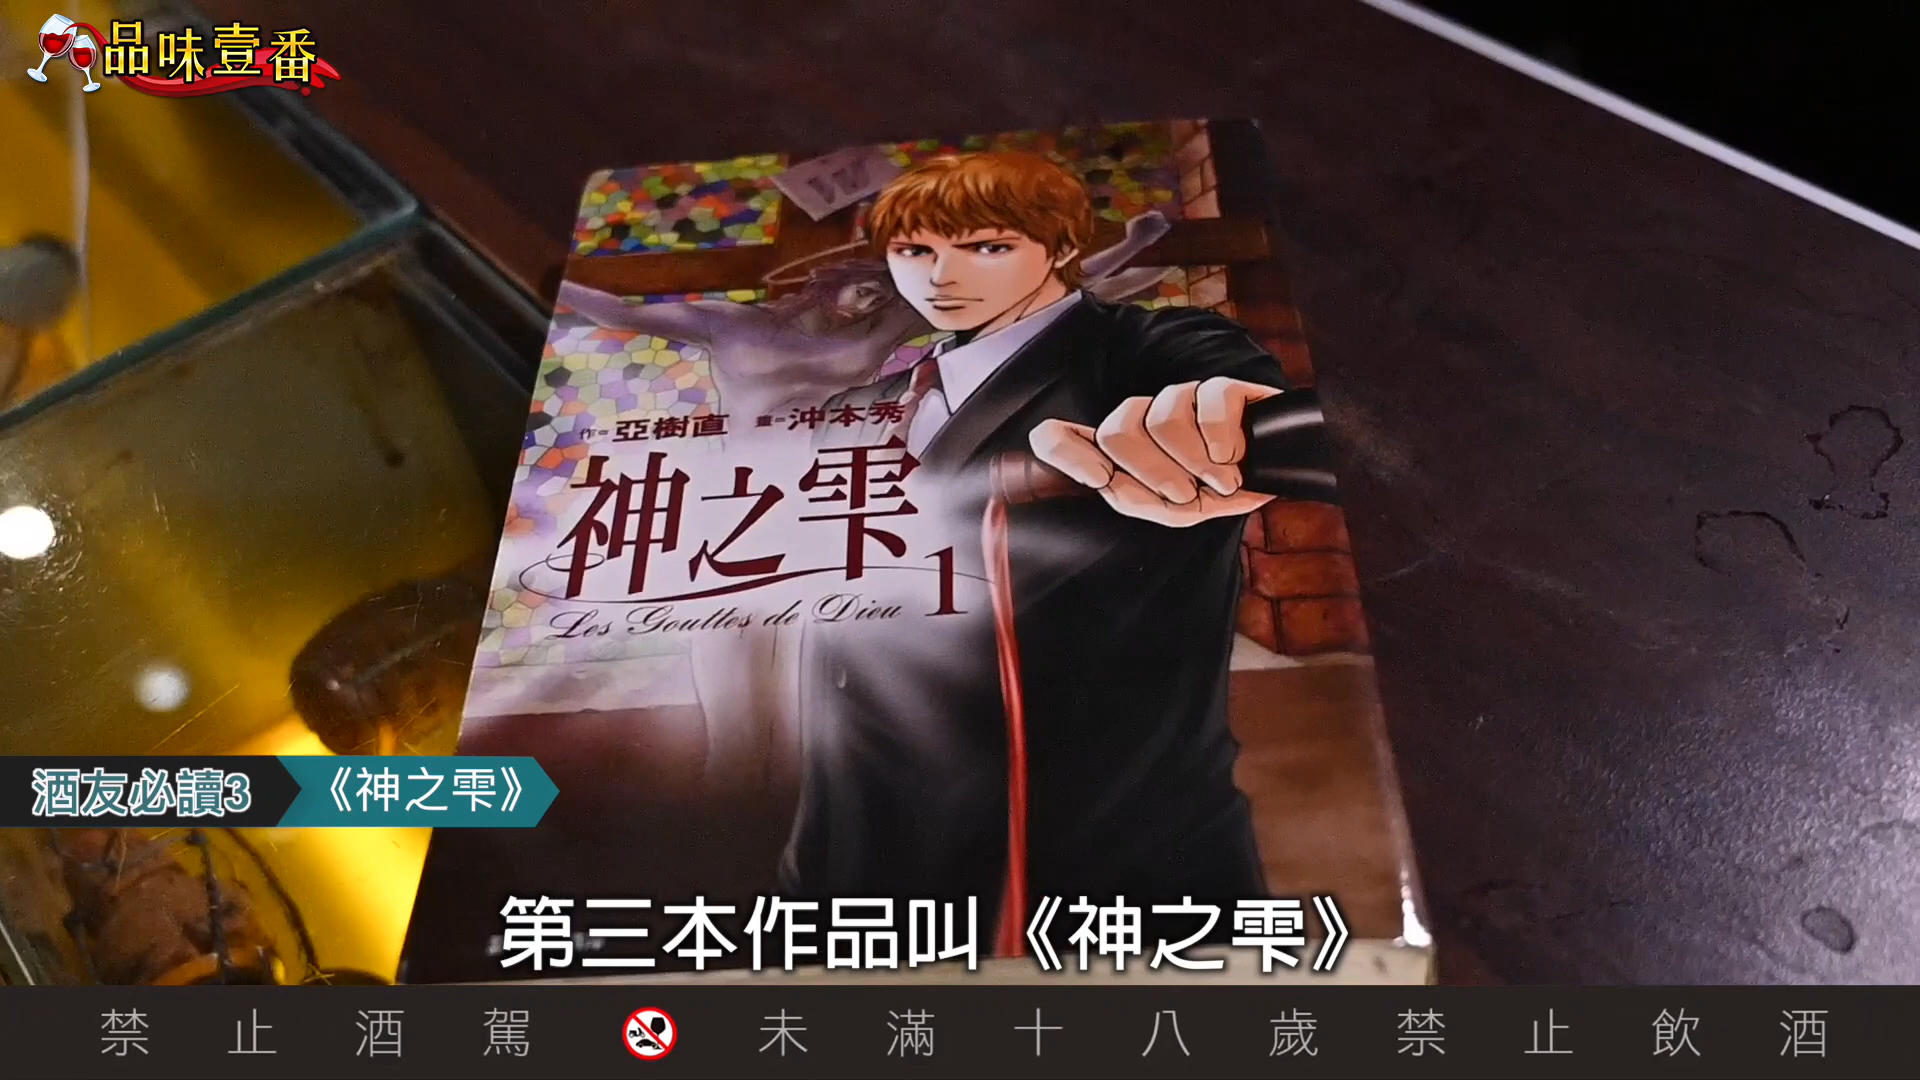 品味壹番
作=亞樹直 畫=沖本秀
神之雫 1
Les Gouttes de Dieu
酒友必讀3 《神之雫》
第三本作品叫《神之雫》
禁止酒駕 未滿十八歲禁止飲酒